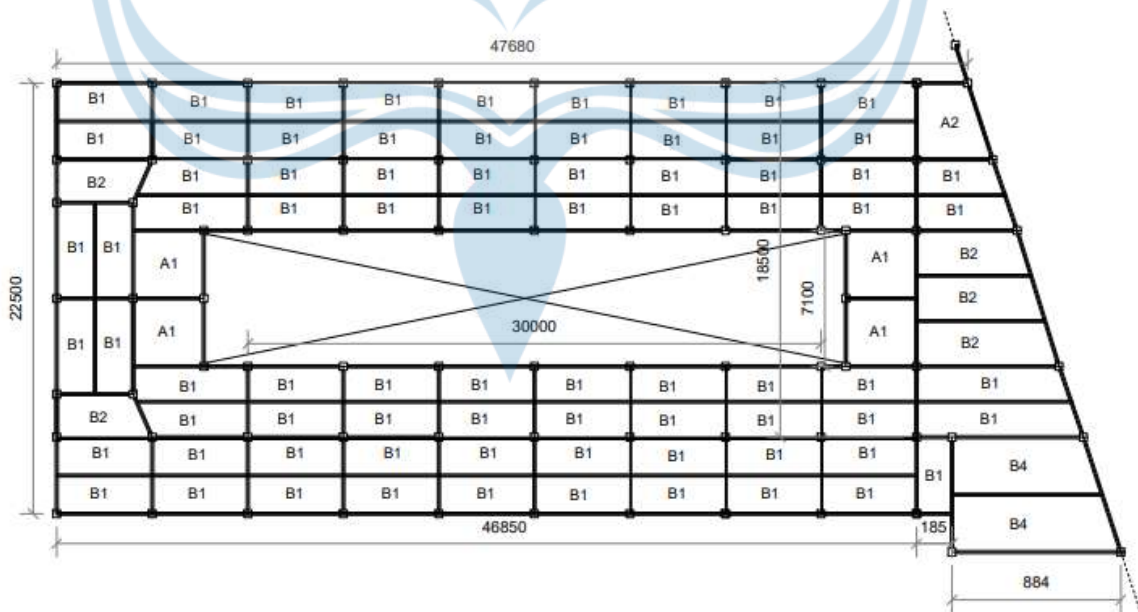 47680
B1 B1 B1 B1 B1 B1 B1 B1 B1 A2
B1 B1 B1 B1 B1 B1 B1 B1 B1
B2 B1 B1 B1 B1 B1 B1 B1 B1 B1
B1 B1 B1 B1 B1 B1 B1 B1 B1
B1 B1 A1 A1 B2
22500 18500 7100 B2
B1 B1 A1 30000 A1 B2
B1 B1 B1 B1 B1 B1 B1 B1 B1
B2 B1 B1 B1 B1 B1 B1 B1 B1 B1
B1 B1 B1 B1 B1 B1 B1 B1 B1 B1 B4
B1 B1 B1 B1 B1 B1 B1 B1 B1 B4
46850 185
884